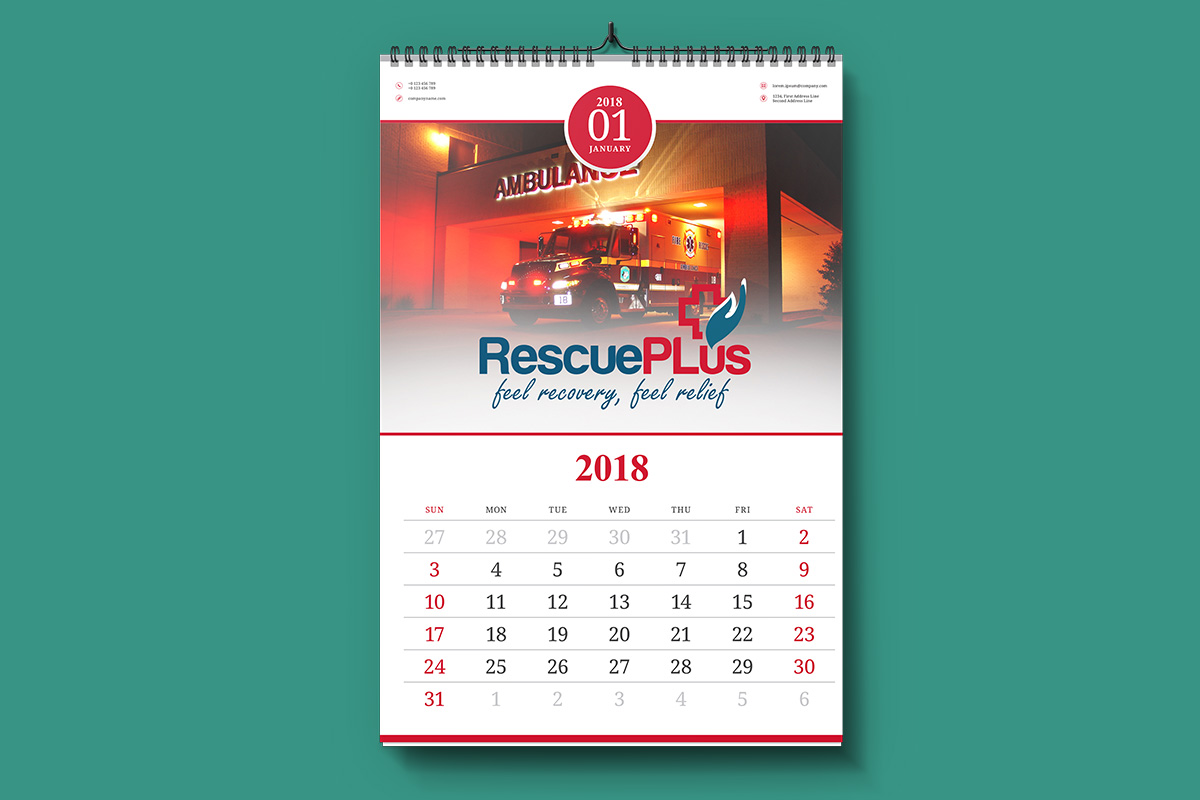 +0 123 456 789
+0 123 456 789
companyname.com
lorem.ipsum@company.com
1234, First Address Line
Second Address Line
2018
01
JANUARY
AMBULANCE
FIRE RESCUE
18
18
RescuePLus
feel recovery, feel relief
2018
SUN MON TUE WED THU FRI SAT
27 28 29 30 31 1 2
3 4 5 6 7 8 9
10 11 12 13 14 15 16
17 18 19 20 21 22 23
24 25 26 27 28 29 30
31 1 2 3 4 5 6